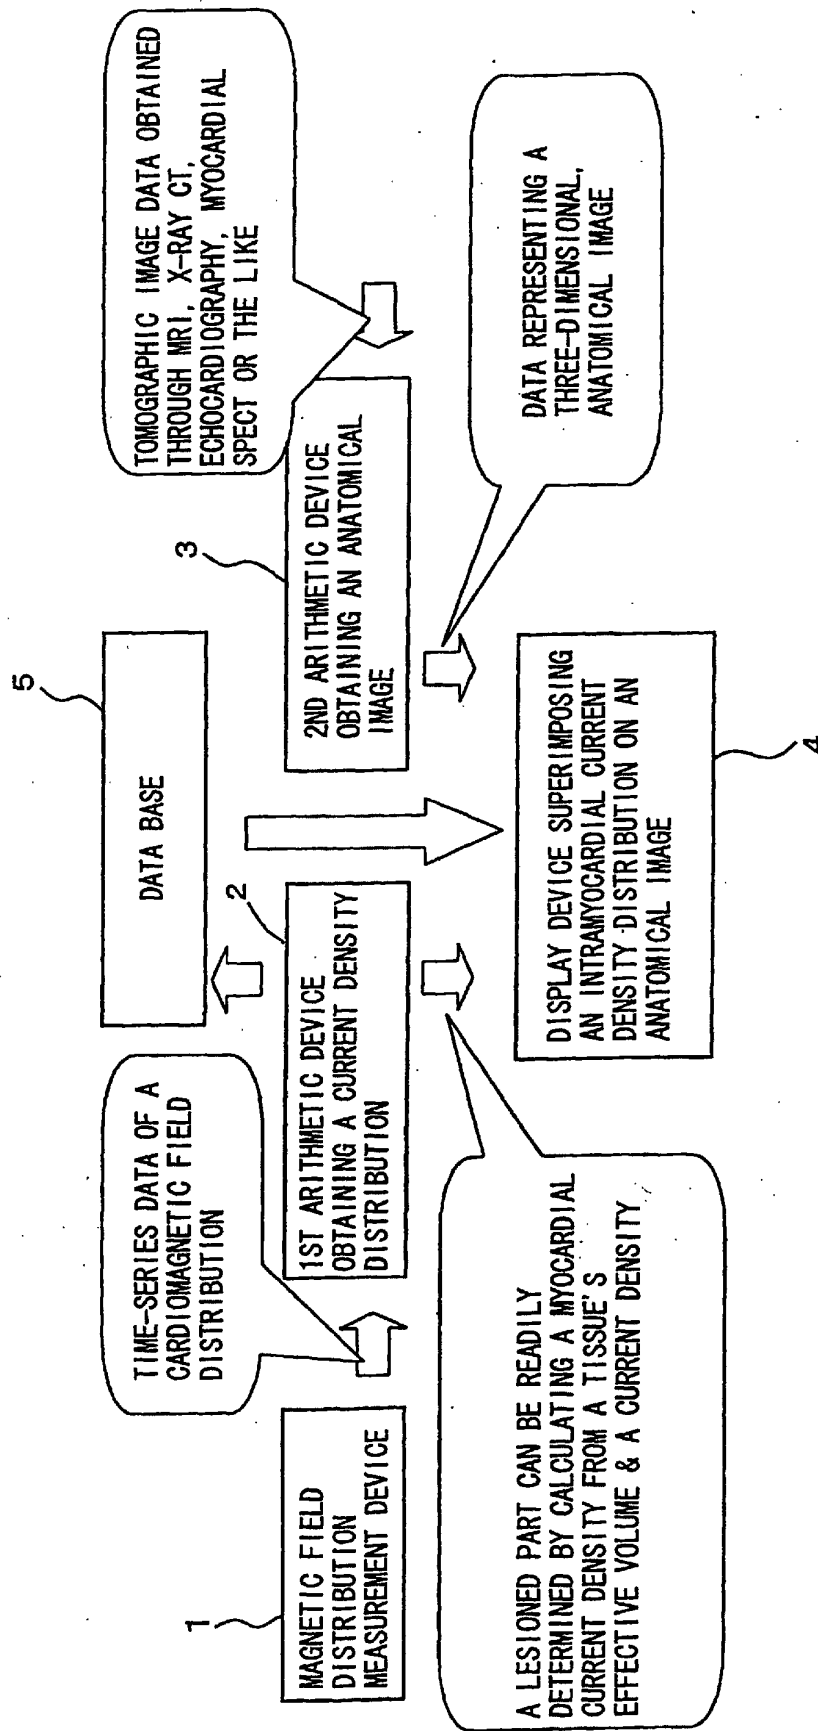 TIME-SERIES DATA OF A
CARDIOMAGNETIC FIELD
DISTRIBUTION
5
DATA BASE
TOMOGRAPHIC IMAGE DATA OBTAINED
THROUGH MRI, X-RAY CT,
ECHOCARDIOGRAPHY, MYOCARDIAL
SPECT OR THE LIKE
1
MAGNETIC FIELD
DISTRIBUTION
MEASUREMENT DEVICE
2
1ST ARITHMETIC DEVICE
OBTAINING A CURRENT DENSITY
DISTRIBUTION
3
2ND ARITHMETIC DEVICE
OBTAINING AN ANATOMICAL
IMAGE
A LESIONED PART CAN BE READILY
DETERMINED BY CALCULATING A MYOCARDIAL
CURRENT DENSITY FROM A TISSUE'S
EFFECTIVE VOLUME & A CURRENT DENSITY
DISPLAY DEVICE SUPERIMPOSING
AN INTRAMYOCARDIAL CURRENT
DENSITY DISTRIBUTION ON AN
ANATOMICAL IMAGE
4
DATA REPRESENTING A
THREE-DIMENSIONAL,
ANATOMICAL IMAGE